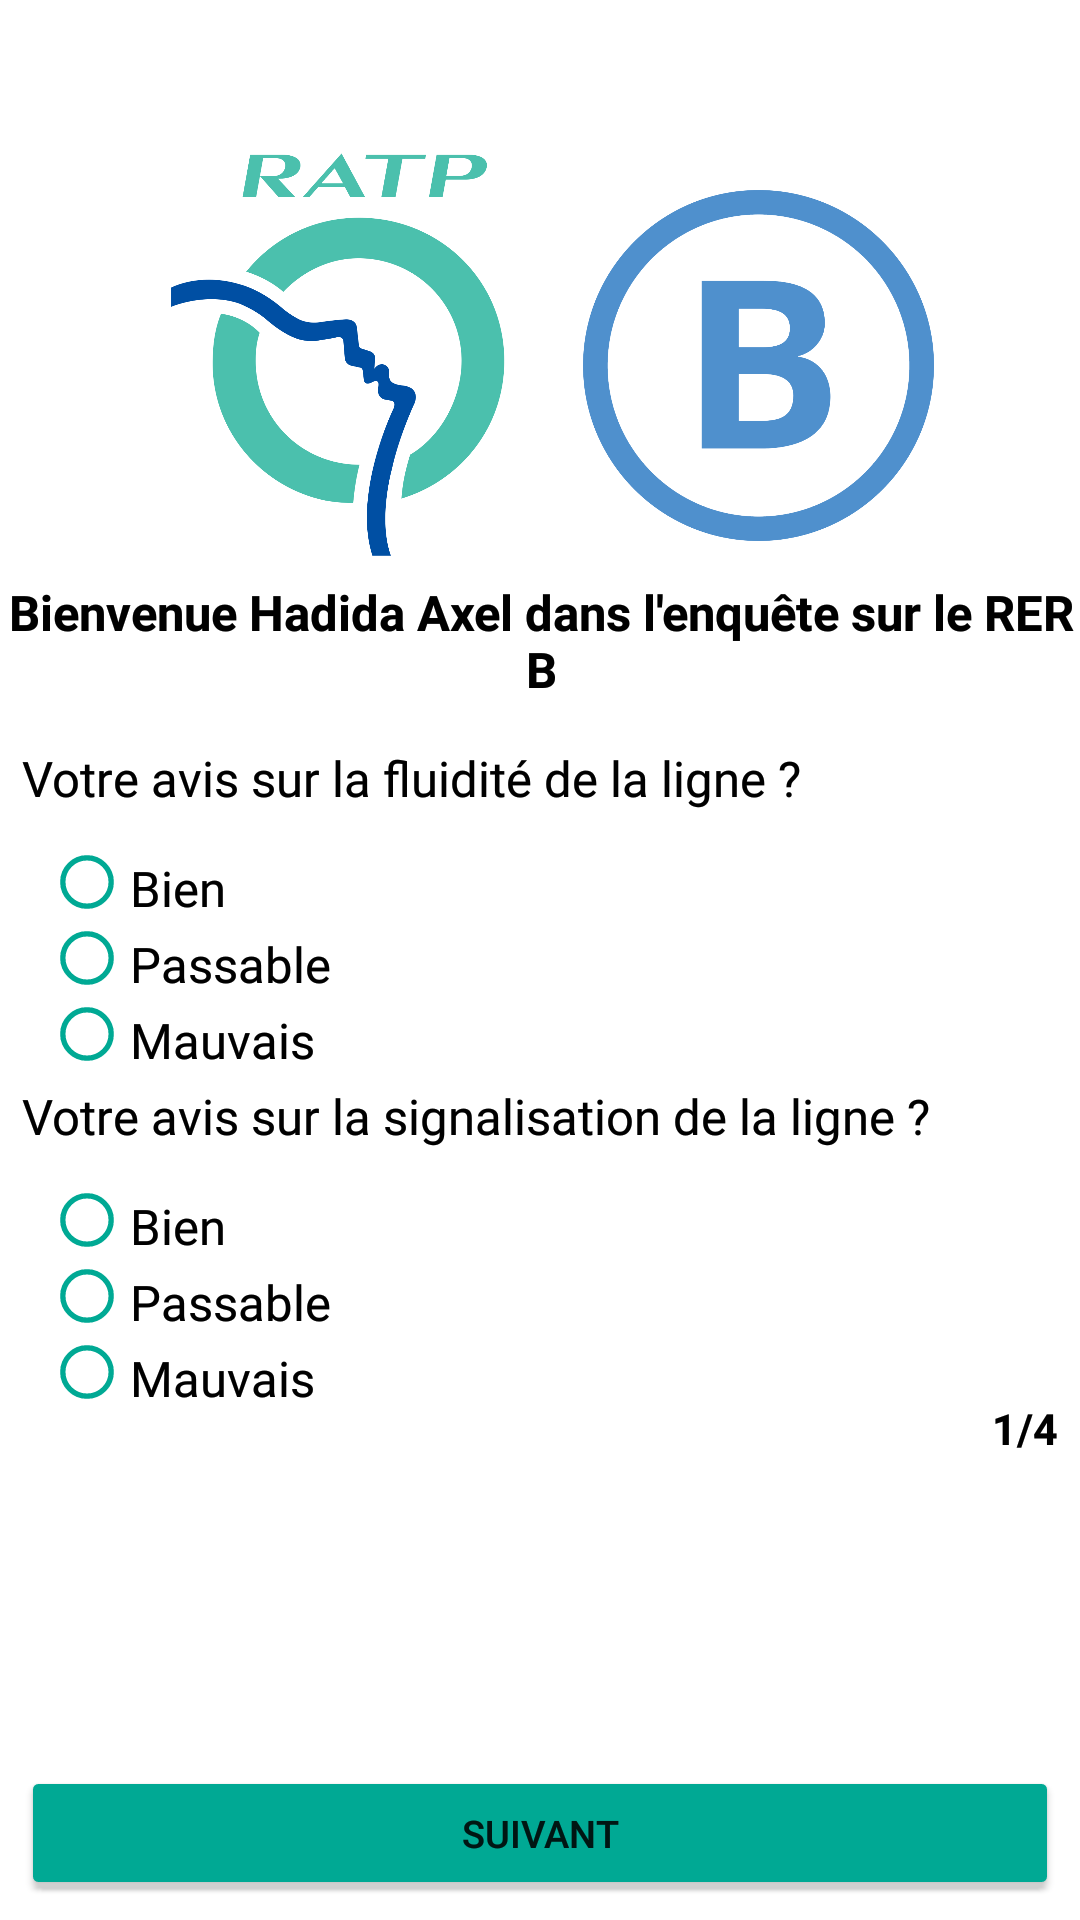 RATP
B
Bienvenue Hadida Axel dans l'enquête sur le RER
B
Votre avis sur la fluidité de la ligne ?
Bien
Passable
Mauvais
Votre avis sur la signalisation de la ligne ?
Bien
Passable
Mauvais
1/4
SUIVANT